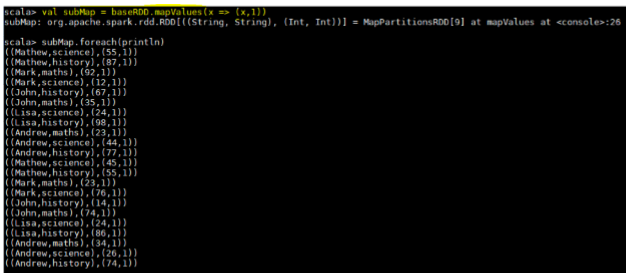 scala> val subMap = baseRDD.mapValues(x => (x,1))
subMap: org.apache.spark.rdd.RDD[((String, String), (Int, Int))] = MapPartitionsRDD[9] at mapValues at <console>:26
scala> subMap.foreach(println)
((Mathew,science),(55,1))
((Mathew,history),(87,1))
((Mark,maths),(92,1))
((Mark,science),(12,1))
((John,history),(67,1))
((John,maths),(35,1))
((Lisa,science),(24,1))
((Lisa,history),(98,1))
((Andrew,maths),(23,1))
((Andrew,science),(44,1))
((Andrew,history),(77,1))
((Mathew,science),(45,1))
((Mathew,history),(55,1))
((Mark,maths),(23,1))
((Mark,science),(76,1))
((John,history),(14,1))
((John,maths),(74,1))
((Lisa,science),(24,1))
((Lisa,history),(86,1))
((Andrew,maths),(34,1))
((Andrew,science),(26,1))
((Andrew,history),(74,1))